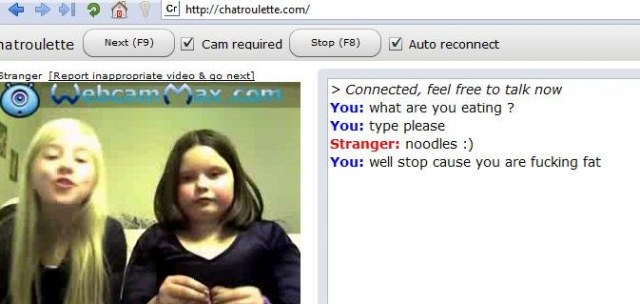 Cr http://chatroulette.com/
hatroulette Next (F9) Cam required Stop (F8) Auto reconnect
Stranger [Report inappropriate video & go next]
WebcamMax.com
> Connected, feel free to talk now
You: what are you eating ?
You: type please
Stranger: noodles :)
You: well stop cause you are fucking fat